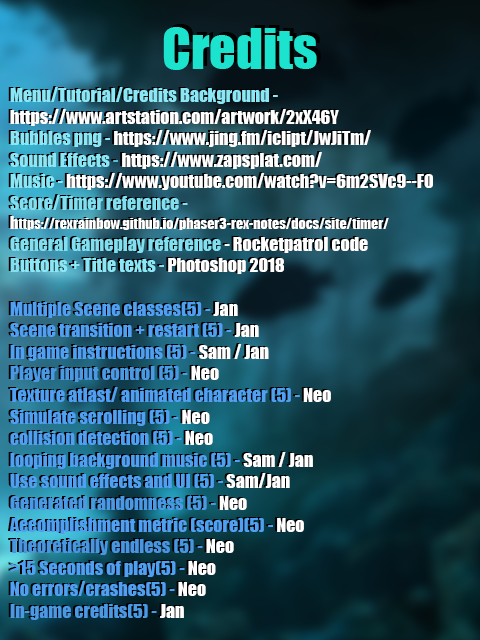 Credits
Menu/Tutorial/Credits Background -
https://www.artstation.com/artwork/2xX46Y
Bubbles png - https://www.jing.fm/iclipt/JwJiTm/
Sound Effects - https://www.zapsplat.com/
Music - https://www.youtube.com/watch?v=6m2SVc9--F0
Score/Timer reference -
https://rexrainbow.github.io/phaser3-rex-notes/docs/site/timer/
General Gameplay reference - Rocketpatrol code
Buttons + Title texts - Photoshop 2018
Multiple Scene classes(5) - Jan
Scene transition + restart (5) - Jan
In game instructions (5) - Sam / Jan
Player input control (5) - Neo
Texture atlast/ animated character (5) - Neo
Simulate scrolling (5) - Neo
collision detection (5) - Neo
looping background music (5) - Sam / Jan
Use sound effects and UI (5) - Sam/Jan
Generated randomness (5) - Neo
Accomplishment metric (score)(5) - Neo
Theoretically endless (5) - Neo
>15 Seconds of play(5) - Neo
No errors/crashes(5) - Neo
In-game credits(5) - Jan